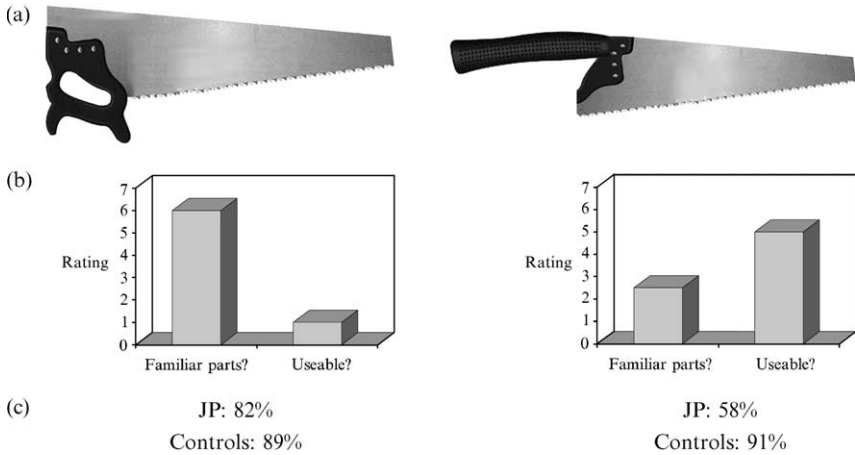 (a)
(b)
7
6
5
4
3
2
1
0
Rating
Familiar parts? Useable?
7
6
5
4
3
2
1
0
Rating
Familiar parts? Useable?
(c)
JP: 82% JP: 58%
Controls: 89% Controls: 91%